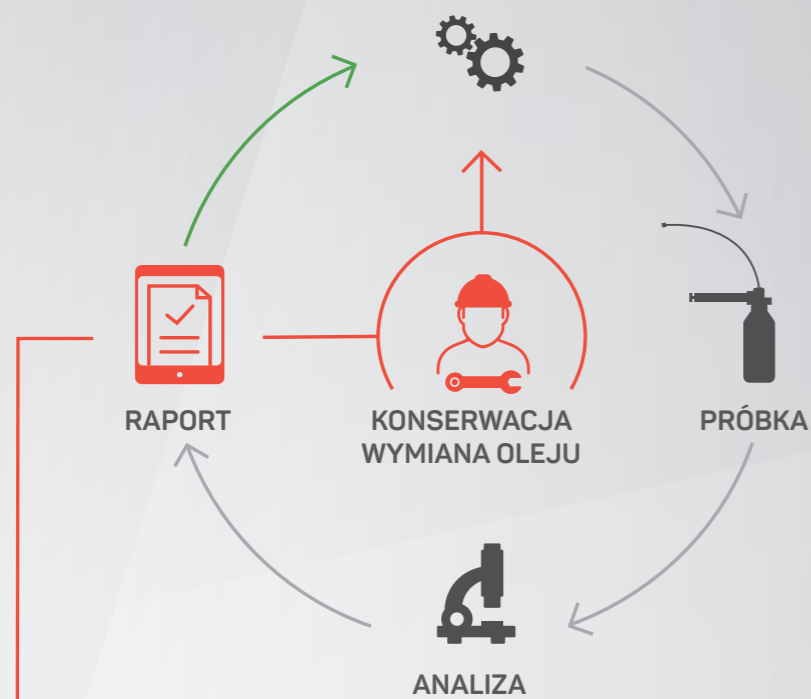 RAPORT
KONSERWACJA
WYMIANA OLEJU
PRÓBKA
ANALIZA